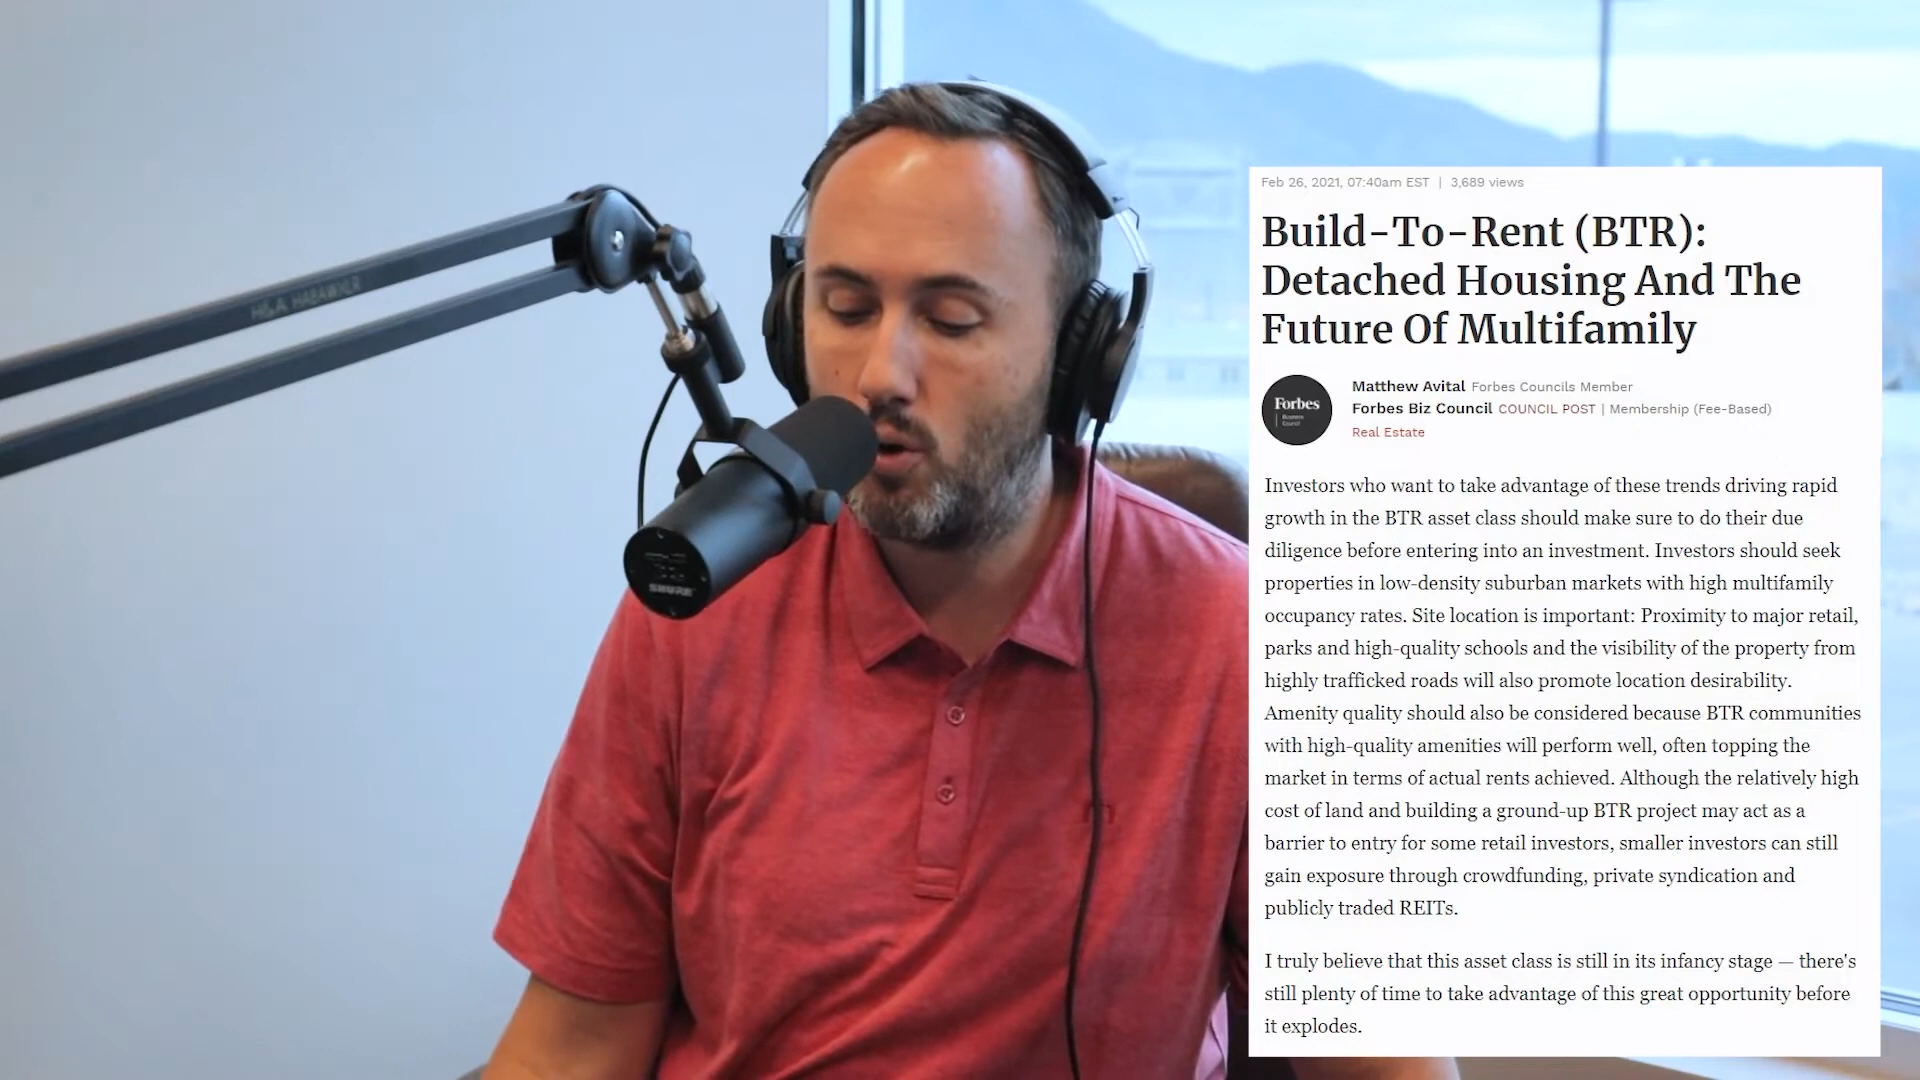 Feb 26, 2021, 07:40am EST | 3,689 views
Build-To-Rent (BTR):
Detached Housing And The
Future Of Multifamily
Matthew Avital Forbes Councils Member
Forbes Biz Council COUNCIL POST | Membership (Fee-Based)
Real Estate
Forbes
Business
Council
Investors who want to take advantage of these trends driving rapid
growth in the BTR asset class should make sure to do their due
diligence before entering into an investment. Investors should seek
properties in low-density suburban markets with high multifamily
occupancy rates. Site location is important: Proximity to major retail,
parks and high-quality schools and the visibility of the property from
highly trafficked roads will also promote location desirability.
Amenity quality should also be considered because BTR communities
with high-quality amenities will perform well, often topping the
market in terms of actual rents achieved. Although the relatively high
cost of land and building a ground-up BTR project may act as a
barrier to entry for some retail investors, smaller investors can still
gain exposure through crowdfunding, private syndication and
publicly traded REITs.
I truly believe that this asset class is still in its infancy stage — there's
still plenty of time to take advantage of this great opportunity before
it explodes.
SHURE